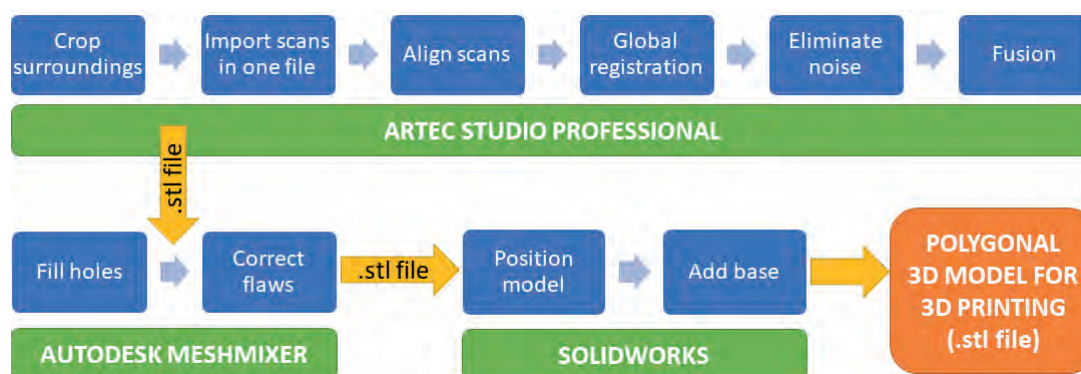 Crop
surroundings
Import scans
in one file
Align scans
Global
registration
Eliminate
noise
Fusion
ARTEC STUDIO PROFESSIONAL
.stl file
Fill holes
Correct
flaws
.stl file
Position
model
Add base
AUTODESK MESHMIXER
SOLIDWORKS
POLYGONAL
3D MODEL FOR
3D PRINTING
(.stl file)